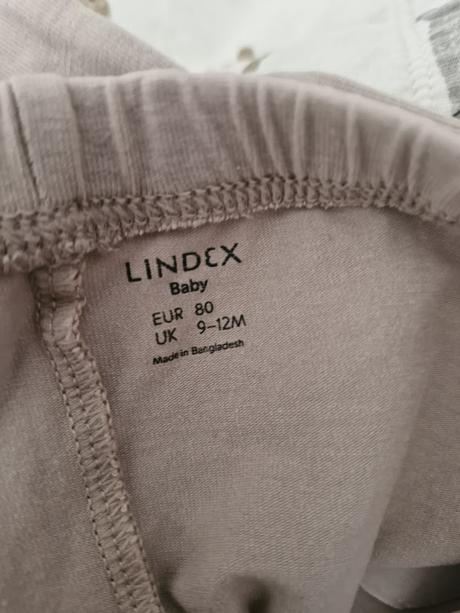 LINDEX
Baby
EUR 80
UK 9-12M
Made in Bangladesh